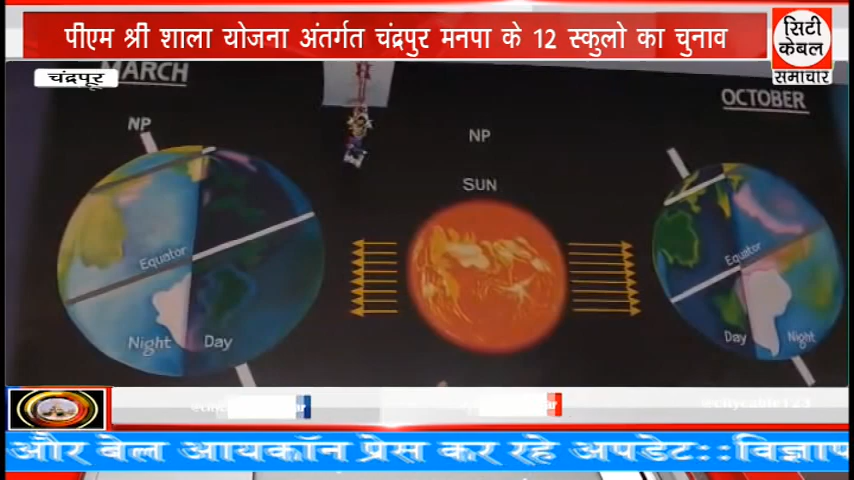 पीएम श्री शाला योजना अंतर्गत चंद्रपुर मनपा के 12 स्कुलो का चुनाव
सिटी
केबल
समाचार
चंद्रपूर
MARCH
OCTOBER
NP
NP
SUN
Equator
Equator
Night
Day
Day
Night
और बेल आयकॉन प्रेस कर रहे अपडेट::विज्ञाप